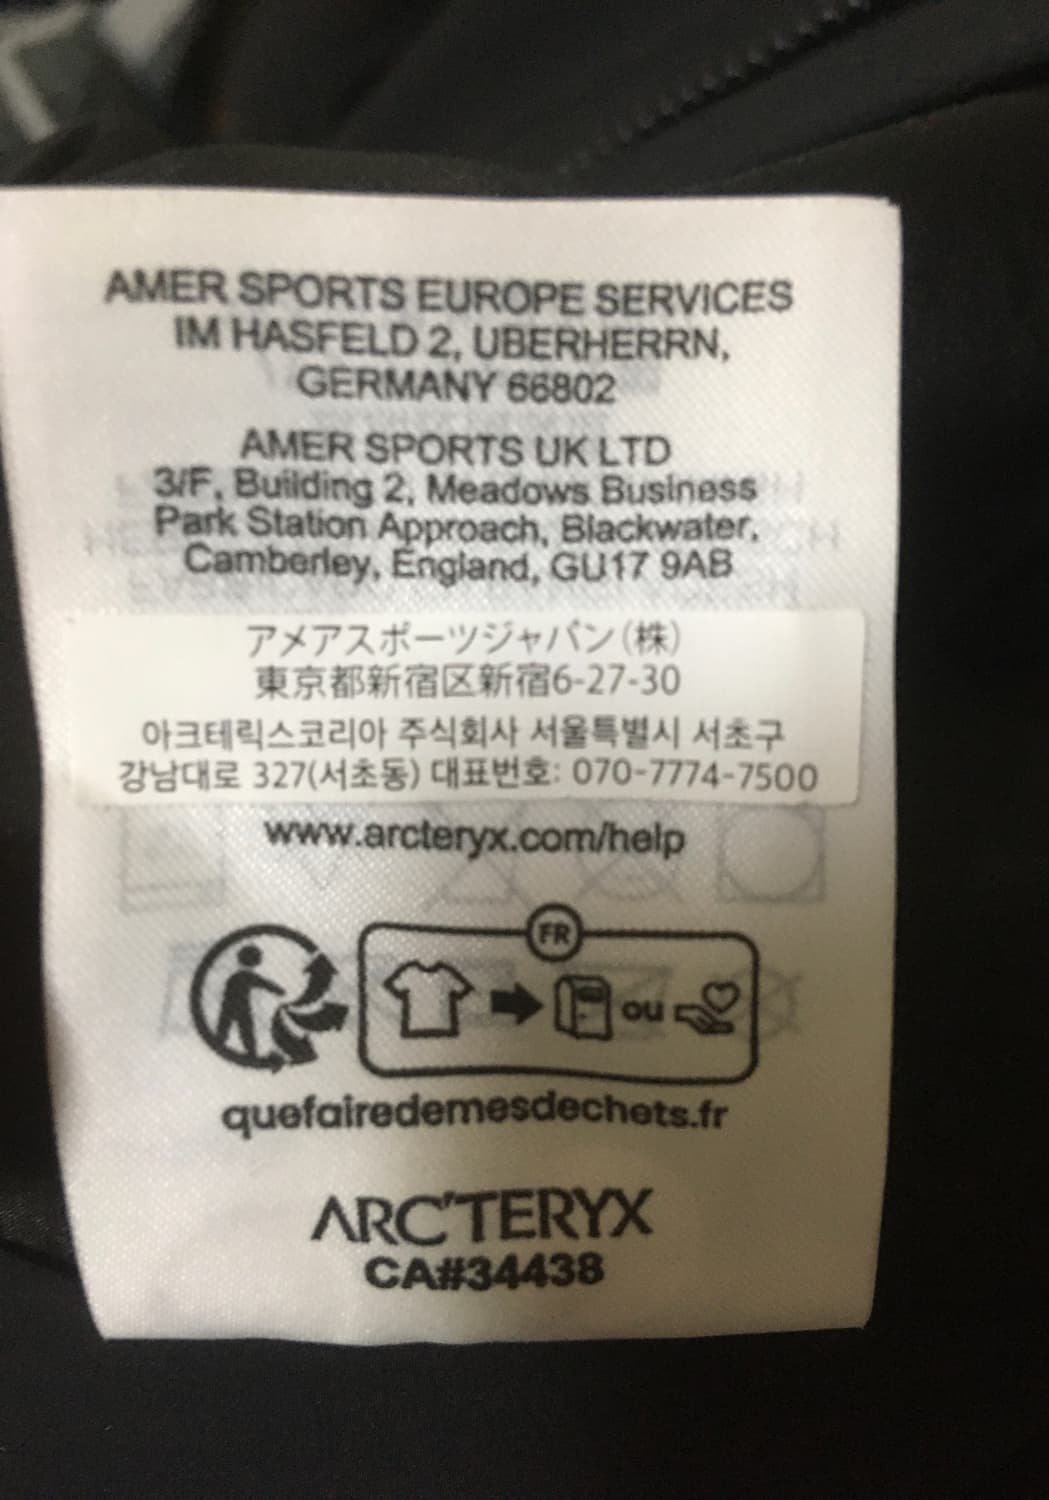 AMER SPORTS EUROPE SERVICES
IM HASFELD 2, UBERHERRN,
GERMANY 66802
AMER SPORTS UK LTD
3/F, Building 2, Meadows Business
Park Station Approach, Blackwater,
Camberley, England, GU17 9AB
アメアスポーツジャパン(株)
東京都新宿区新宿6-27-30
아크테릭스코리아 주식회사 서울특별시 서초구
강남대로 327(서초동) 대표번호: 070-7774-7500
www.arcteryx.com/help
FR
ou
quefairedemesdechets.fr
ARC'TERYX
CA#34438